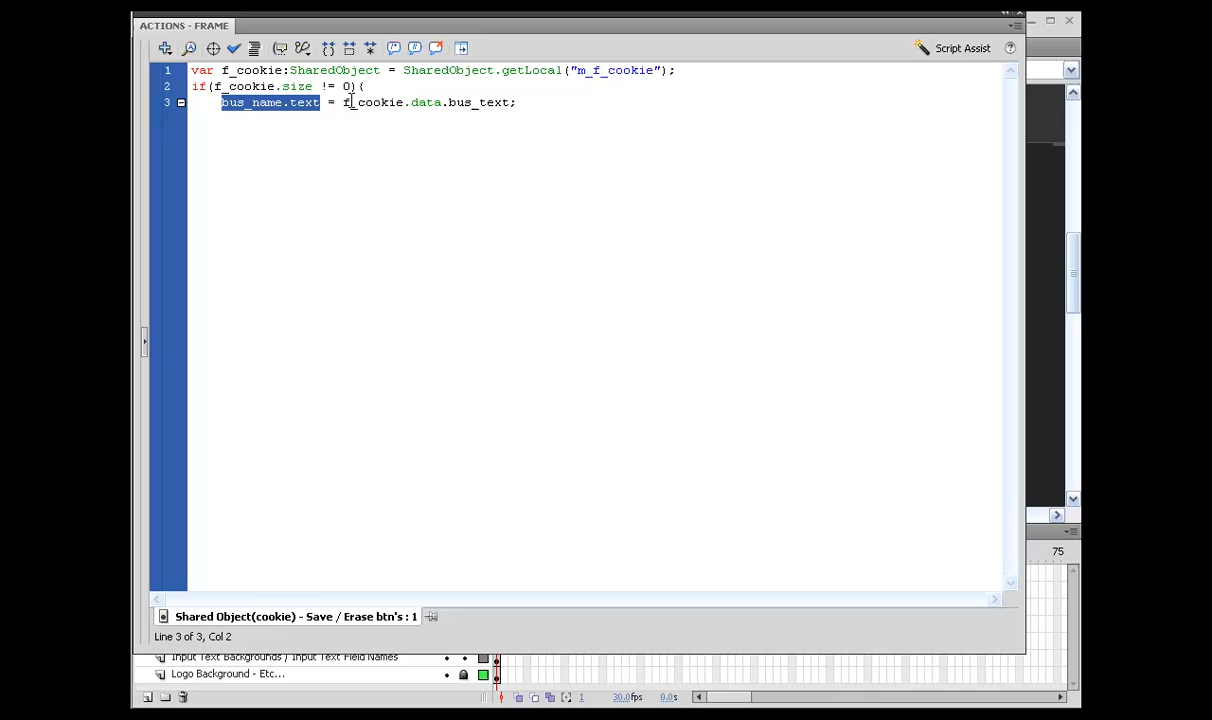 ACTIONS - FRAME
Script Assist
1 var f_cookie:SharedObject = SharedObject.getLocal("m_f_cookie");
2 if(f_cookie.size != 0){
3 bus_name.text = f_cookie.data.bus_text;
75
Shared Object(cookie) - Save / Erase btn's : 1
Line 3 of 3, Col 2
Input Text Backgrounds / Input Text Field Names
Logo Background - Etc...
1 30.0fps 0.0s